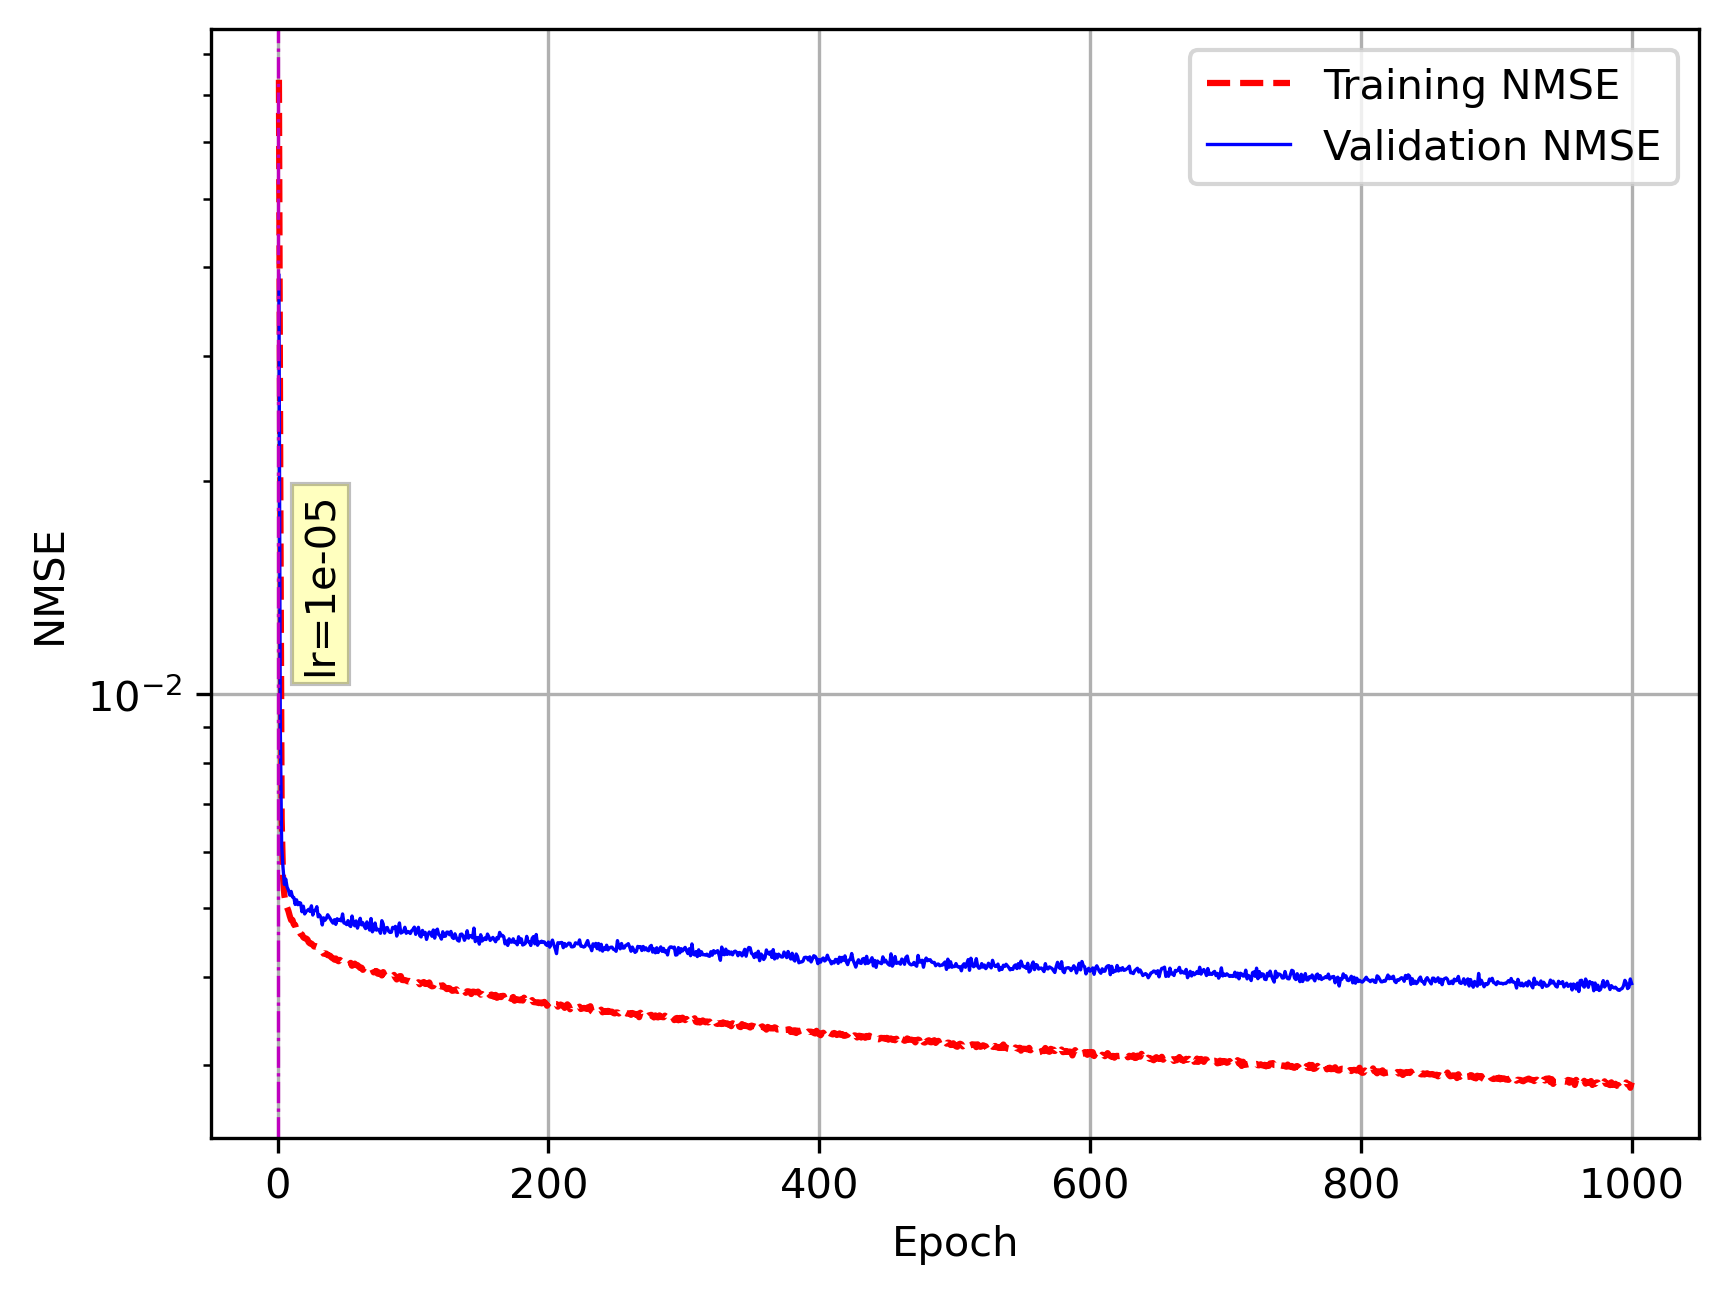 Training NMSE
Validation NMSE
lr=1e-05
NMSE
10⁻²
0
200
400
600
800
1000
Epoch